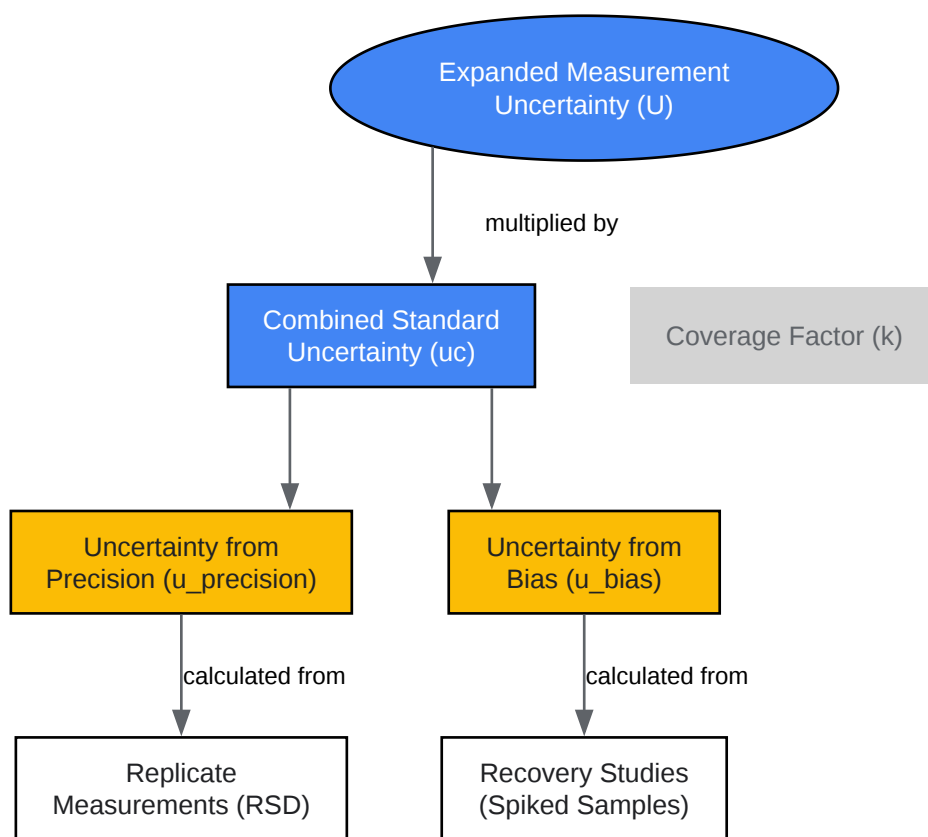 Expanded Measurement
Uncertainty (U)
multiplied by
Combined Standard
Uncertainty (uc)
Coverage Factor (k)
Uncertainty from
Precision (u_precision)
Uncertainty from
Bias (u_bias)
calculated from
calculated from
Replicate
Measurements (RSD)
Recovery Studies
(Spiked Samples)